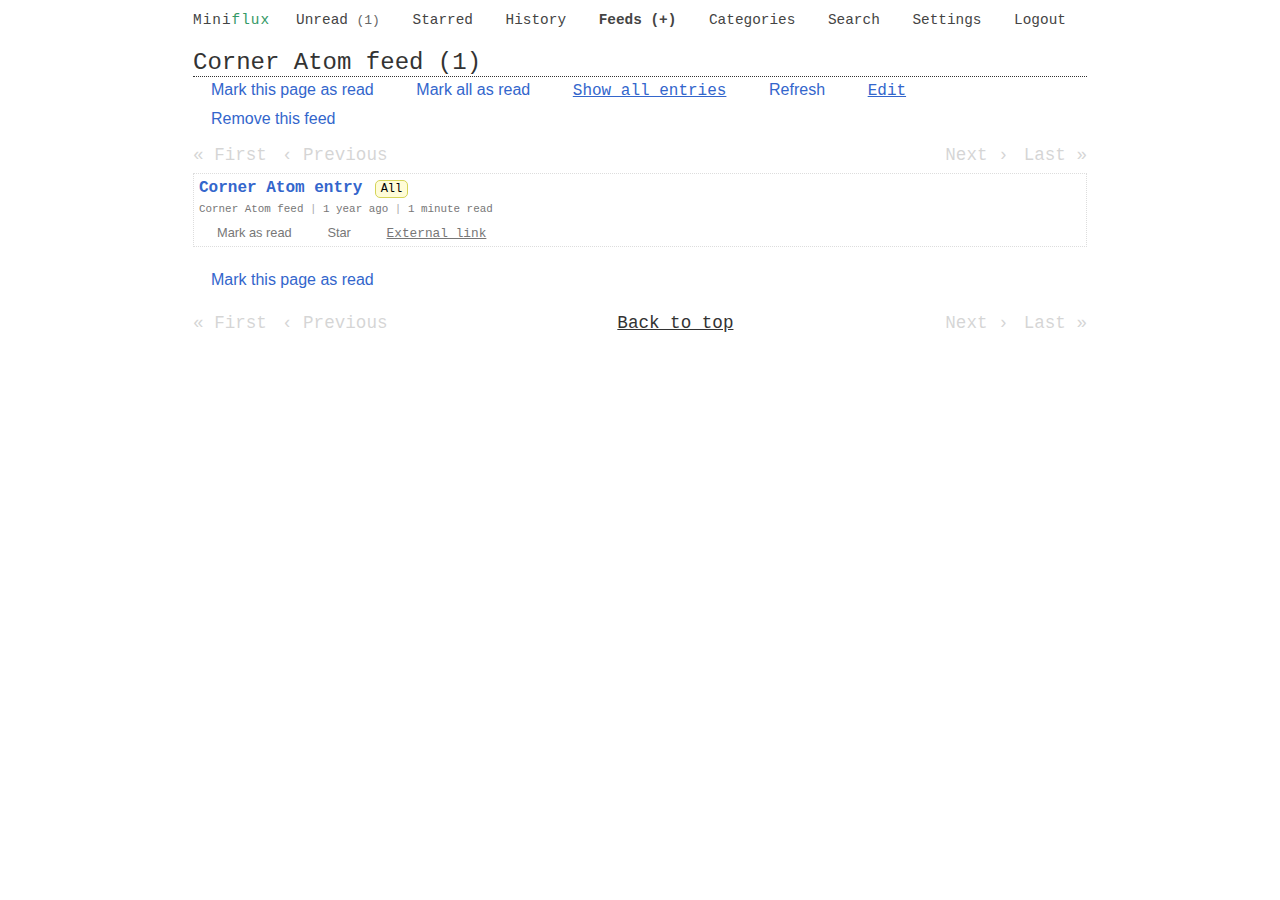 Miniflux Unread (1) Starred History Feeds (+) Categories Search Settings Logout
Corner Atom feed (1)
Mark this page as read Mark all as read Show all entries Refresh Edit
Remove this feed
« First ‹ Previous Next › Last »
Corner Atom entry All
Corner Atom feed | 1 year ago | 1 minute read
Mark as read Star External link
Mark this page as read
« First ‹ Previous Back to top Next › Last »